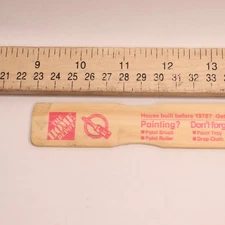 9 10 11 12 13
21 22 23 24 25 26 27 28 29 30 31 32 33
THE HOME DEPOT
House built before 1978?
Painting? Don't forg
Paint Brush Paint Tray
Paint Roller Drop Cloth